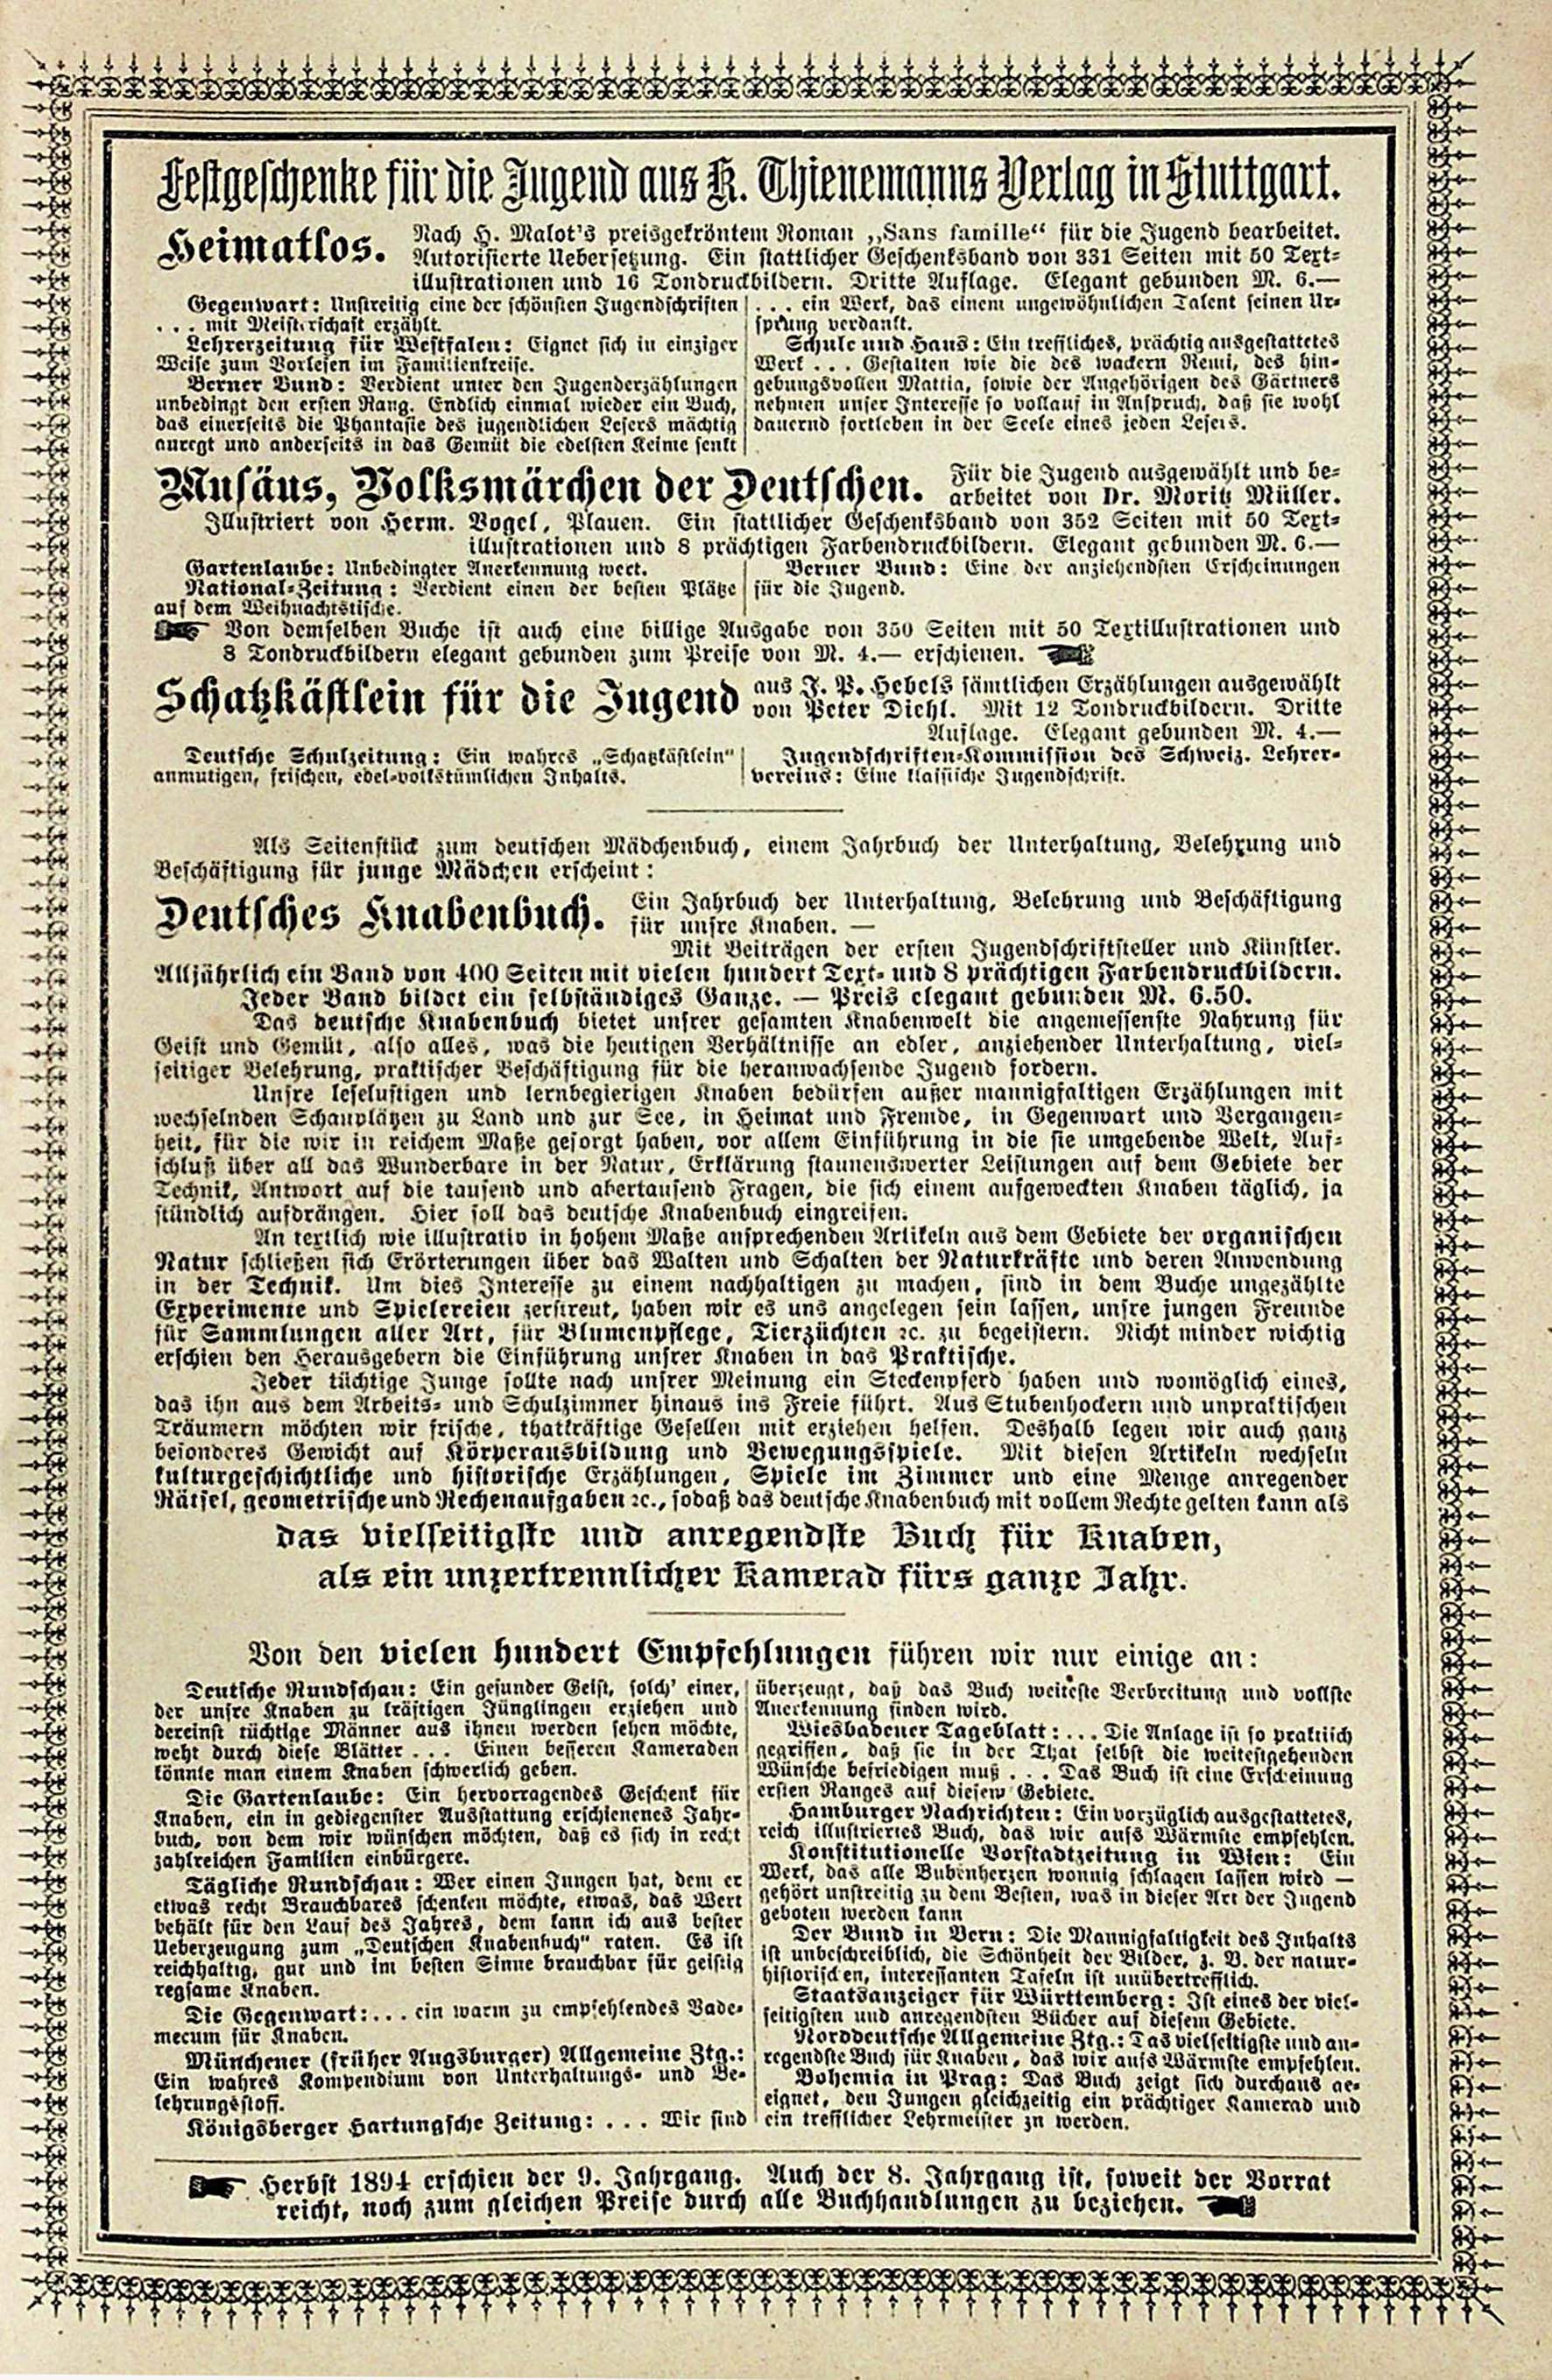 Festgeschenke für die Jugend aus K. Thienemanns Verlag in Stuttgart.
Heimatlos. Nach H. Malot's preisgekröntem Roman „Sans famille“ für die Jugend bearbeitet.
Autorisierte Uebersetzung. Ein stattlicher Geschenksband von 331 Seiten mit 50 Text-
illustrationen und 16 Tondruckbildern. Dritte Auflage. Elegant gebunden M. 6.—
Gegenwart: Unstreitig eine der schönsten Jugendschriften
. . . mit Meisterschaft erzählt.
Lehrerzeitung für Westfalen: Eignet sich in einziger
Weise zum Vorlesen im Familienkreise.
Berner Bund: Verdient unter den Jugenderzählungen
unbedingt den ersten Rang. Endlich einmal wieder ein Buch,
das einerseits die Phantasie des jugendlichen Lesers mächtig
anregt und anderseits in das Gemüt die edelsten Keime senkt
. . . ein Werk, das einem ungewöhnlichen Talent seinen Ur-
sprung verdankt.
Schule und Haus: Ein treffliches, prächtig ausgestattetes
Werk . . . Gestalten wie die des wackern Remi, des hin-
gebungsvollen Mattia, sowie der Angehörigen des Gärtners
nehmen unser Interesse so vollauf in Anspruch, daß sie wohl
dauernd fortleben in der Seele eines jeden Lesers.
Musäus, Volksmärchen der Deutschen. Für die Jugend ausgewählt und be-
arbeitet von Dr. Moritz Müller.
Illustriert von Herm. Vogel, Plauen. Ein stattlicher Geschenksband von 352 Seiten mit 50 Text-
illustrationen und 8 prächtigen Farbendruckbildern. Elegant gebunden M. 6.—
Gartenlaube: Unbedingter Anerkennung wert.
National-Zeitung: Verdient einen der besten Plätze
auf dem Weihnachtstische.
Berner Bund: Eine der anziehendsten Erscheinungen
für die Jugend.
Von demselben Buche ist auch eine billige Ausgabe von 350 Seiten mit 50 Textillustrationen und
8 Tondruckbildern elegant gebunden zum Preise von M. 4.— erschienen.
Schatzkästlein für die Jugend aus J. P. Hebels sämtlichen Erzählungen ausgewählt
von Peter Diehl. Mit 12 Tondruckbildern. Dritte
Auflage. Elegant gebunden M. 4.—
Deutsche Schulzeitung: Ein wahres „Schatzkästlein“
anmutigen, frischen, edel-volkstümlichen Inhalts.
Jugendschriften-Kommission des Schweiz. Lehrer-
vereins: Eine klassische Jugendschrift.
Als Seitenstück zum deutschen Mädchenbuch, einem Jahrbuch der Unterhaltung, Belehrung und
Beschäftigung für junge Mädchen erscheint:
Deutsches Knabenbuch. Ein Jahrbuch der Unterhaltung, Belehrung und Beschäftigung
für unsre Knaben. —
Mit Beiträgen der ersten Jugendschriftsteller und Künstler.
Alljährlich ein Band von 400 Seiten mit vielen hundert Text- und 8 prächtigen Farbendruckbildern.
Jeder Band bildet ein selbständiges Ganze. — Preis elegant gebunden M. 6.50.
Das deutsche Knabenbuch bietet unsrer gesamten Knabenwelt die angemessenste Nahrung für
Geist und Gemüt, also alles, was die heutigen Verhältnisse an edler, anziehender Unterhaltung, viel-
seitiger Belehrung, praktischer Beschäftigung für die heranwachsende Jugend fordern.
Unsre leselustigen und lernbegierigen Knaben bedürfen außer mannigfaltigen Erzählungen mit
wechselnden Schauplätzen zu Land und zur See, in Heimat und Fremde, in Gegenwart und Vergangen-
heit, für die wir in reichem Maße gesorgt haben, vor allem Einführung in die sie umgebende Welt, Auf-
schluß über all das Wunderbare in der Natur, Erklärung staunenswerter Leistungen auf dem Gebiete der
Technik, Antwort auf die tausend und abertausend Fragen, die sich einem aufgeweckten Knaben täglich, ja
stündlich aufdrängen. Hier soll das deutsche Knabenbuch eingreifen.
An textlich wie illustrativ in hohem Maße ansprechenden Artikeln aus dem Gebiete der organischen
Natur schließen sich Erörterungen über das Walten und Schalten der Naturkräfte und deren Anwendung
in der Technik. Um dies Interesse zu einem nachhaltigen zu machen, sind in dem Buche ungezählte
Experimente und Spielereien zerstreut, haben wir es uns angelegen sein lassen, unsre jungen Freunde
für Sammlungen aller Art, für Blumenpflege, Tierzüchten ꝛc. zu begeistern. Nicht minder wichtig
erschien den Herausgebern die Einführung unsrer Knaben in das Praktische.
Jeder tüchtige Junge sollte nach unsrer Meinung ein Steckenpferd haben und womöglich eines,
das ihn aus dem Arbeits- und Schulzimmer hinaus ins Freie führt. Aus Stubenhockern und unpraktischen
Träumern möchten wir frische, thatkräftige Gesellen mit erziehen helfen. Deshalb legen wir auch ganz
besonderes Gewicht auf Körperausbildung und Bewegungsspiele. Mit diesen Artikeln wechseln
kulturgeschichtliche und historische Erzählungen, Spiele im Zimmer und eine Menge anregender
Rätsel, geometrische und Rechenaufgaben ꝛc., sodaß das deutsche Knabenbuch mit vollem Rechte gelten kann als
das vielseitigste und anregendste Buch für Knaben,
als ein unzertrennlicher Kamerad fürs ganze Jahr.
Von den vielen hundert Empfehlungen führen wir nur einige an:
Deutsche Rundschau: Ein gesunder Geist, solch' einer,
der unsre Knaben zu kräftigen Jünglingen erziehen und
dereinst tüchtige Männer aus ihnen werden sehen möchte,
weht durch diese Blätter . . . Einen besseren Kameraden
könnte man einem Knaben schwerlich geben.
Die Gartenlaube: Ein hervorragendes Geschenk für
Knaben, ein in gediegenster Ausstattung erschienenes Jahr-
buch, von dem wir wünschen möchten, daß es sich in recht
zahlreichen Familien einbürgere.
Tägliche Rundschau: Wer einen Jungen hat, dem er
etwas recht Brauchbares schenken möchte, etwas, das Wert
behält für den Lauf des Jahres, dem kann ich aus bester
Ueberzeugung zum „Deutschen Knabenbuch“ raten. Es ist
reichhaltig, gut und im besten Sinne brauchbar für geistig
regsame Knaben.
Die Gegenwart: . . . ein warm zu empfehlendes Vade-
mecum für Knaben.
Münchener (früher Augsburger) Allgemeine Ztg.:
Ein wahres Kompendium von Unterhaltungs- und Be-
lehrungsstoff.
Königsberger Hartungsche Zeitung: . . . Wir sind
überzeugt, daß das Buch weiteste Verbreitung und vollste
Anerkennung finden wird.
Wiesbadener Tageblatt: . . . Die Anlage ist so praktisch
gegriffen, daß sie in der That selbst die weitestgehenden
Wünsche befriedigen muß . . . Das Buch ist eine Erscheinung
ersten Ranges auf diesem Gebiete.
Hamburger Nachrichten: Ein vorzüglich ausgestattetes,
reich illustriertes Buch, das wir aufs Wärmste empfehlen.
Konstitutionelle Vorstadtzeitung in Wien: Ein
Werk, das alle Bubenherzen wonnig schlagen lassen wird —
gehört unstreitig zu dem Besten, was in dieser Art der Jugend
geboten werden kann
Der Bund in Bern: Die Mannigfaltigkeit des Inhalts
ist unbeschreiblich, die Schönheit der Bilder, z. B. der natur-
historischen, interessanten Tafeln ist unübertrefflich.
Staatsanzeiger für Württemberg: Ist eines der viel-
seitigsten und anregendsten Bücher auf diesem Gebiete.
Norddeutsche Allgemeine Ztg.: Das vielseitigste und an-
regendste Buch für Knaben, das wir aufs Wärmste empfehlen.
Bohemia in Prag: Das Buch zeigt sich durchaus ge-
eignet, den Jungen gleichzeitig ein prächtiger Kamerad und
ein trefflicher Lehrmeister zu werden.
Herbst 1894 erschien der 9. Jahrgang. Auch der 8. Jahrgang ist, soweit der Vorrat
reicht, noch zum gleichen Preise durch alle Buchhandlungen zu beziehen.